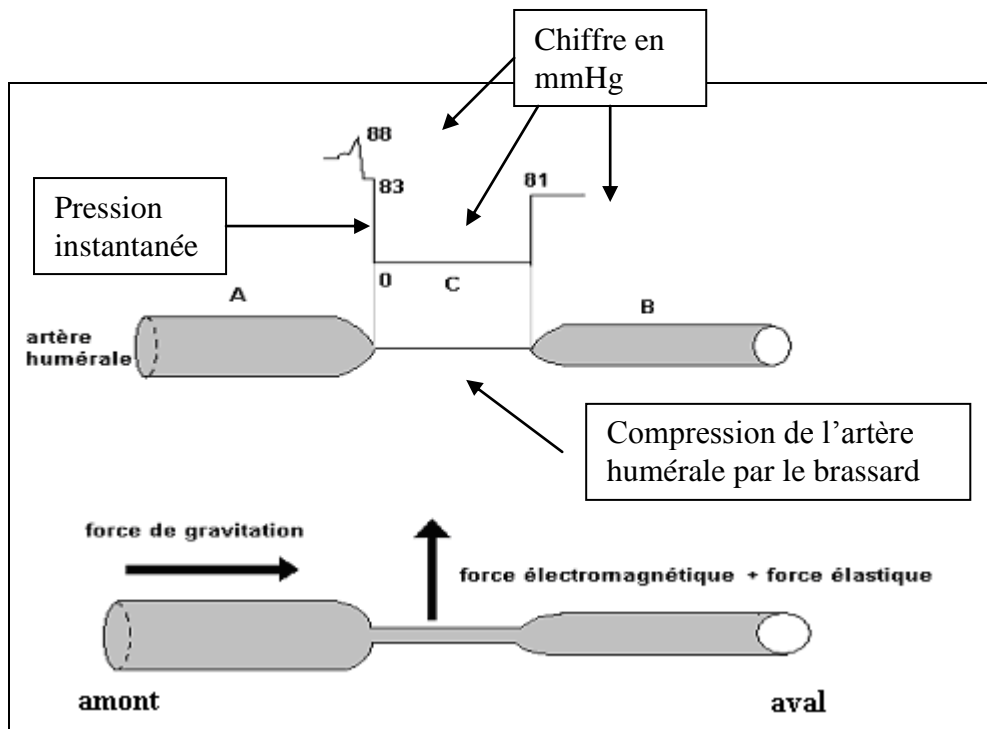 Chiffre en
mmHg
88
83
81
Pression
instantanée
0
C
A
B
artère
humérale
Compression de l'artère
humérale par le brassard
force de gravitation
force électromagnétique + force élastique
amont
aval